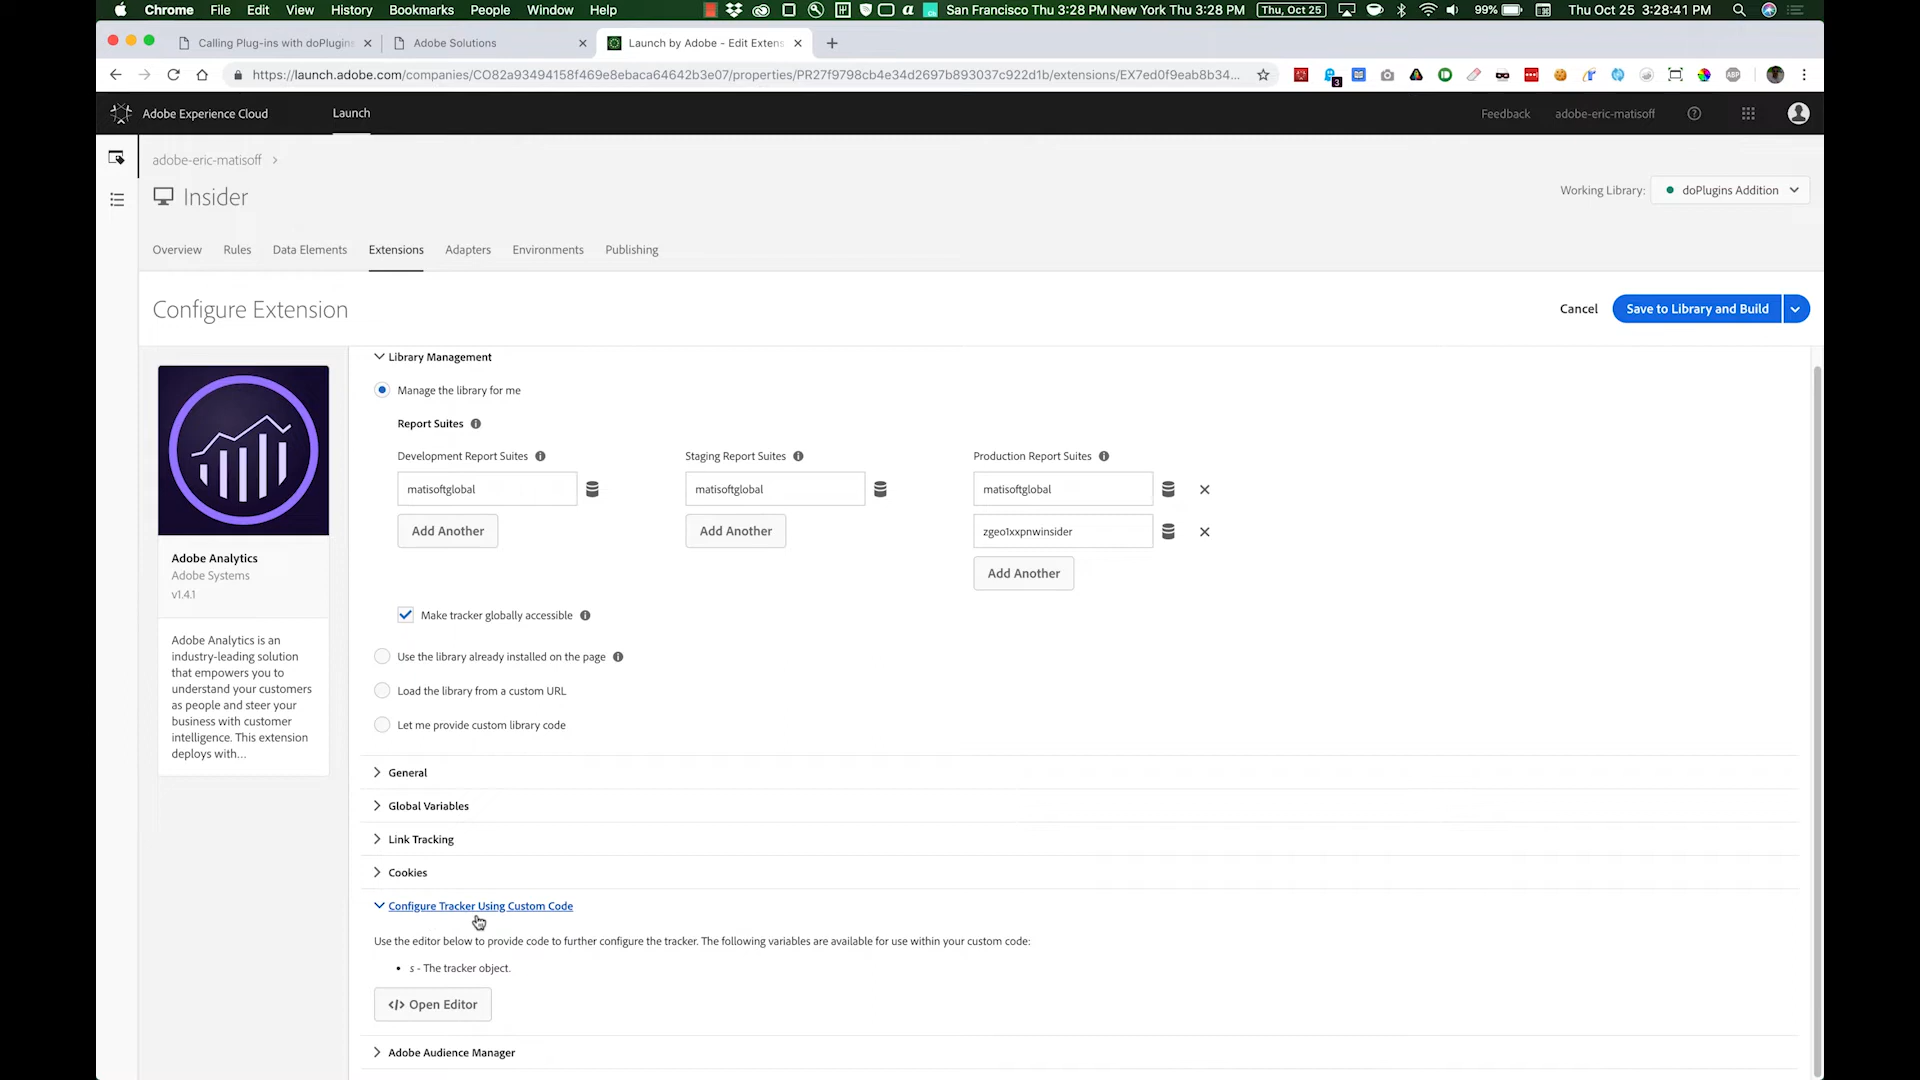 Chrome File Edit View History Bookmarks People Window Help San Francisco Thu 3:28 PM New York Thu 3:28 PM Thu, Oct 25 99% Thu Oct 25 3:28:41 PM
Calling Plug-ins with doPlugins Adobe Solutions Launch by Adobe - Edit Extens
https://launch.adobe.com/companies/CO82a93494158f469e8ebaca64642b3e07/properties/PR27f9798cb4e34d2697b893037c922d1b/extensions/EX7ed0f9eab8b34...
3
ABP
Adobe Experience Cloud Launch Feedback adobe-eric-matisoff
adobe-eric-matisoff >
Insider
Working Library: doPlugins Addition
Overview Rules Data Elements Extensions Adapters Environments Publishing
Configure Extension Cancel Save to Library and Build
Library Management
Manage the library for me
Report Suites
Development Report Suites Staging Report Suites Production Report Suites
matisoftglobal matisoftglobal matisoftglobal
Add Another Add Another zgeo1xxpnwinsider
Add Another
Make tracker globally accessible
Use the library already installed on the page
Load the library from a custom URL
Let me provide custom library code
General
Global Variables
Link Tracking
Cookies
Configure Tracker Using Custom Code
Use the editor below to provide code to further configure the tracker. The following variables are available for use within your custom code:
• s - The tracker object.
</> Open Editor
Adobe Audience Manager
Adobe Analytics
Adobe Systems
v1.4.1
Adobe Analytics is an
industry-leading solution
that empowers you to
understand your customers
as people and steer your
business with customer
intelligence. This extension
deploys with...